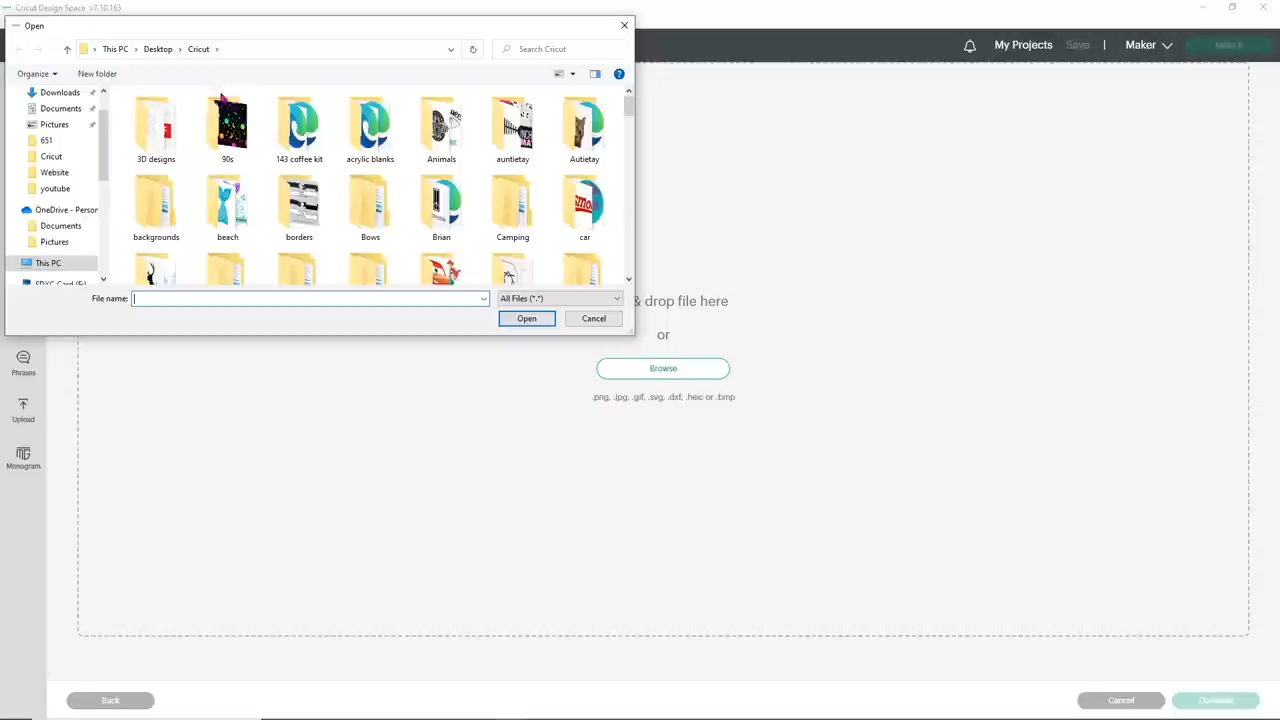 Cricut Design Space v7.10.163
Open
This PC > Desktop > Cricut >
Search Cricut
My Projects
Save
|
Maker
Make It
Organize
New folder
Downloads
Documents
Pictures
651
Cricut
Website
youtube
OneDrive - Person
Documents
Pictures
This PC
3D designs
90s
143 coffee kit
acrylic blanks
Animals
auntietay
Autietay
backgrounds
beach
borders
Bows
Brian
Camping
car
File name:
All Files (*.*)
Open
Cancel
& drop file here
or
Browse
.png, .jpg, .gif, .svg, .dxf, .heic or .bmp
Phrases
Upload
Monogram
Back
Cancel
Continue